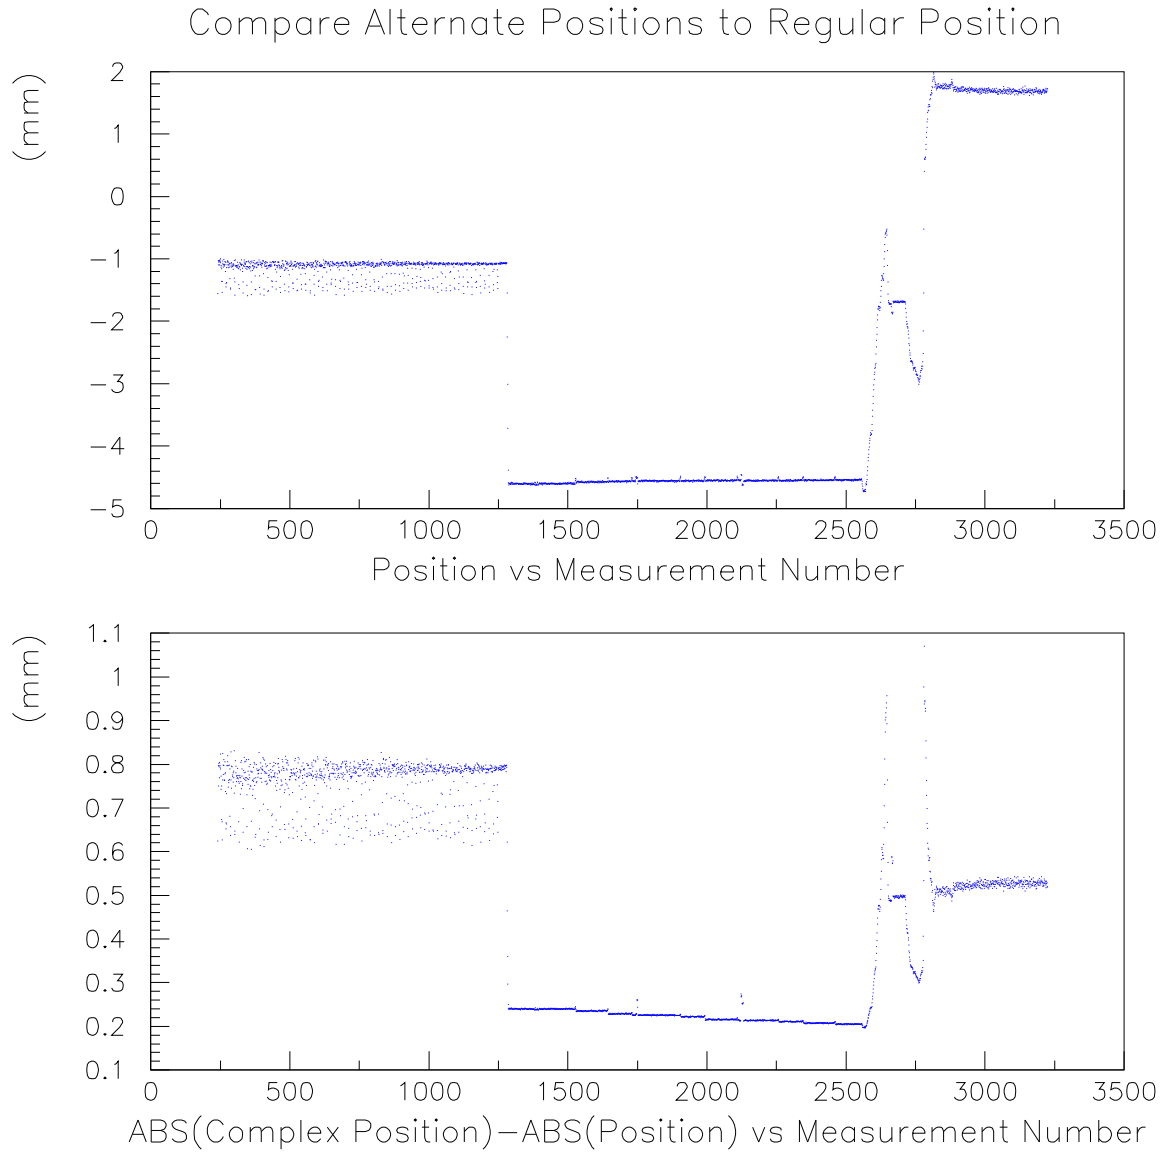 Compare Alternate Positions to Regular Position
(mm)
2
1
0
−1
−2
−3
−4
−5
0 500 1000 1500 2000 2500 3000 3500
Position vs Measurement Number
(mm)
1.1
1
0.9
0.8
0.7
0.6
0.5
0.4
0.3
0.2
0.1
0 500 1000 1500 2000 2500 3000 3500
ABS(Complex Position)−ABS(Position) vs Measurement Number